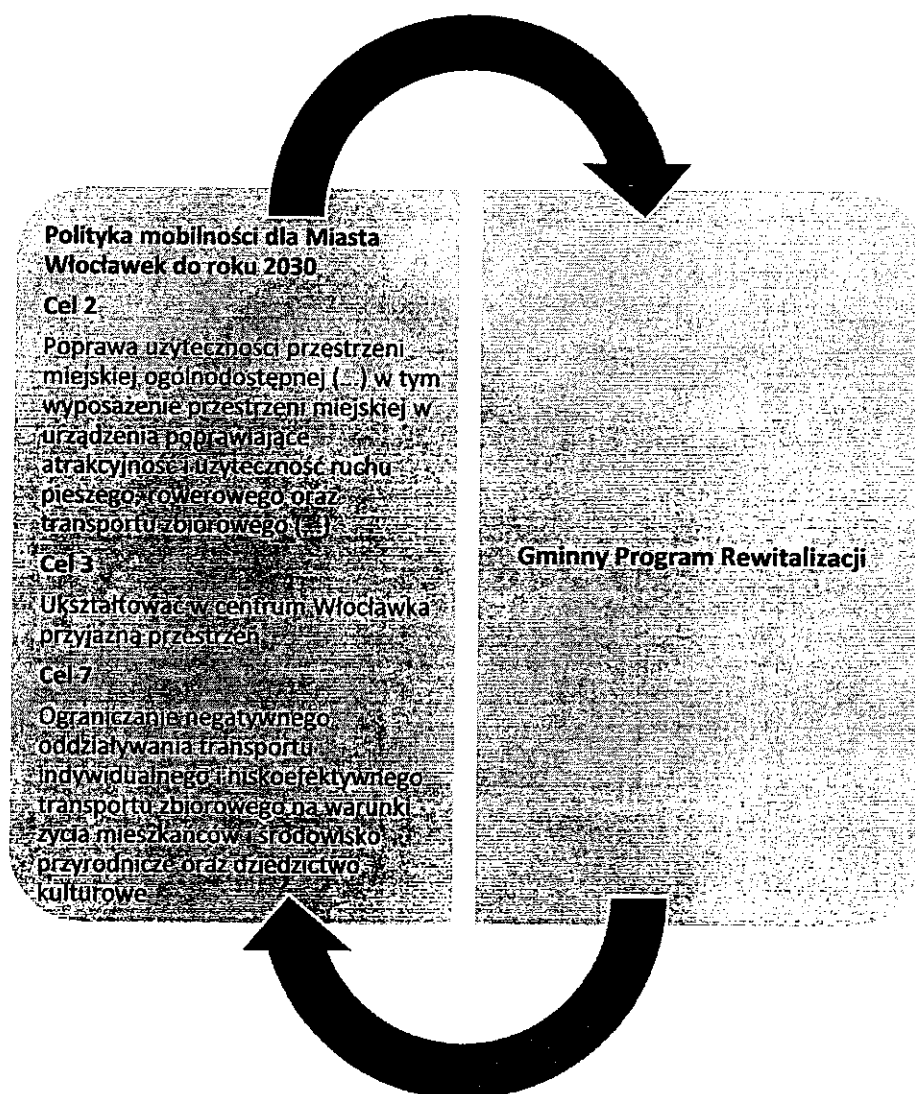 Polityka mobilności dla Miasta
Włocławek do roku 2030
Cel 2
Poprawa użyteczności przestrzeni
miejskiej ogólnodostępnej (...) w tym
wyposażenie przestrzeni miejskiej w
urządzenia poprawiające
atrakcyjność i użyteczność ruchu
pieszego, rowerowego oraz
transportu zbiorowego (...)
Cel 3
Ukształtować w centrum Włocławka
przyjazną przestrzeń
Cel 7
Ograniczanie negatywnego
oddziaływania transportu
indywidualnego i niskoefektywnego
transportu zbiorowego na warunki
życia mieszkańców i środowisko
przyrodnicze oraz dziedzictwo
kulturowe
Gminny Program Rewitalizacji